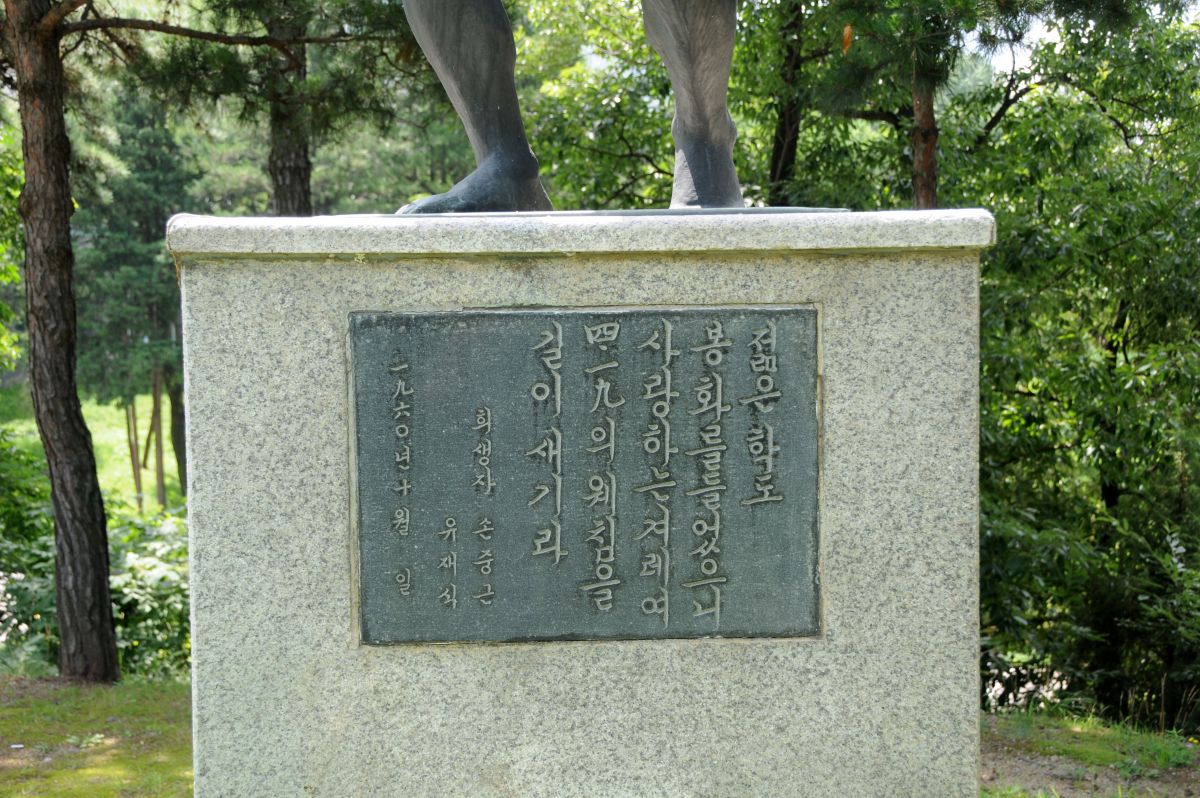 젊은 학도
봉화를들었으니
사랑하는겨레여
四·一九의웨침을
길이새기라
희생자 손중근
유재식
一九六○년十월 일